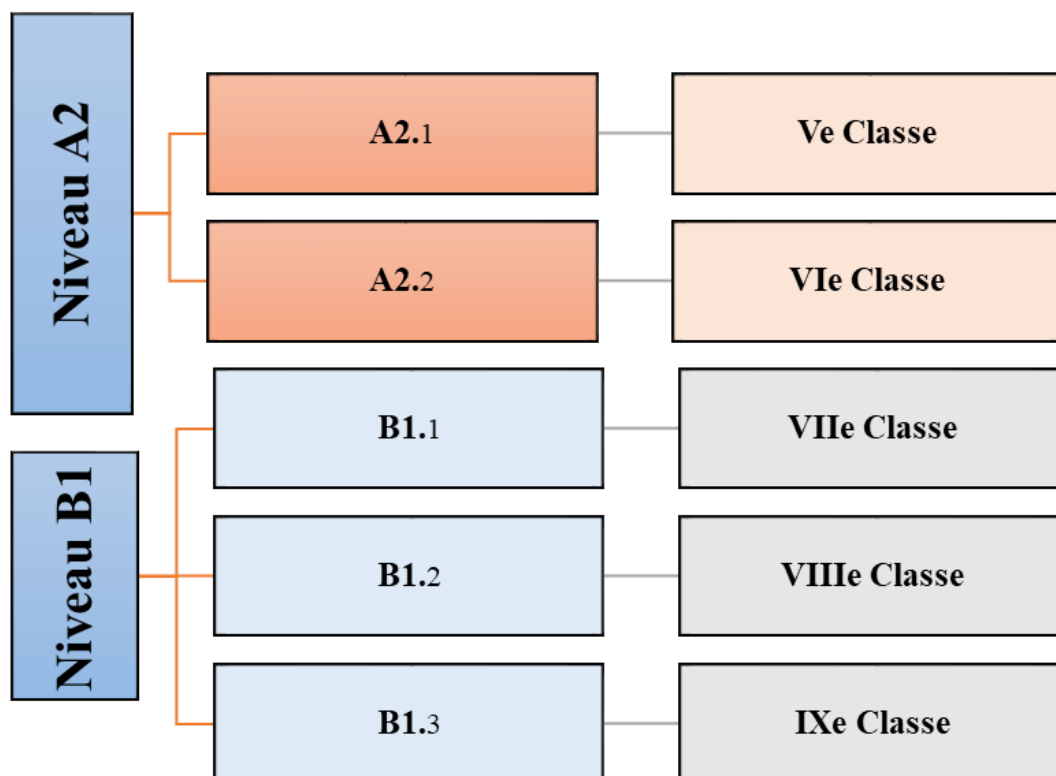 Niveau A2
A2.1
Ve Classe
A2.2
VIe Classe
Niveau B1
B1.1
VIIe Classe
B1.2
VIIIe Classe
B1.3
IXe Classe